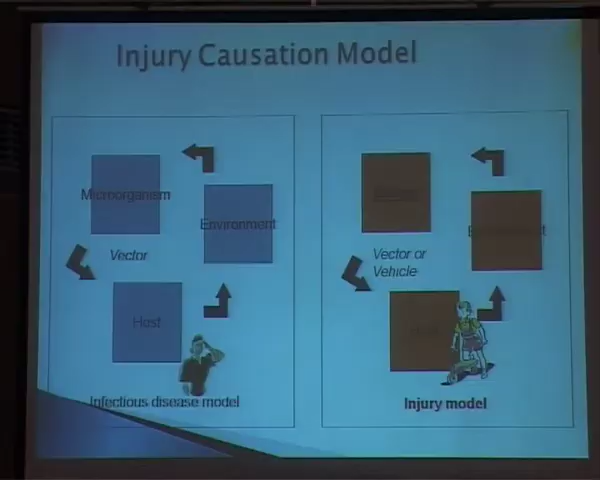 Injury Causation Model
Microorganism
Environment
Vector
Host
Infectious disease model
Vector or
Vehicle
Injury model